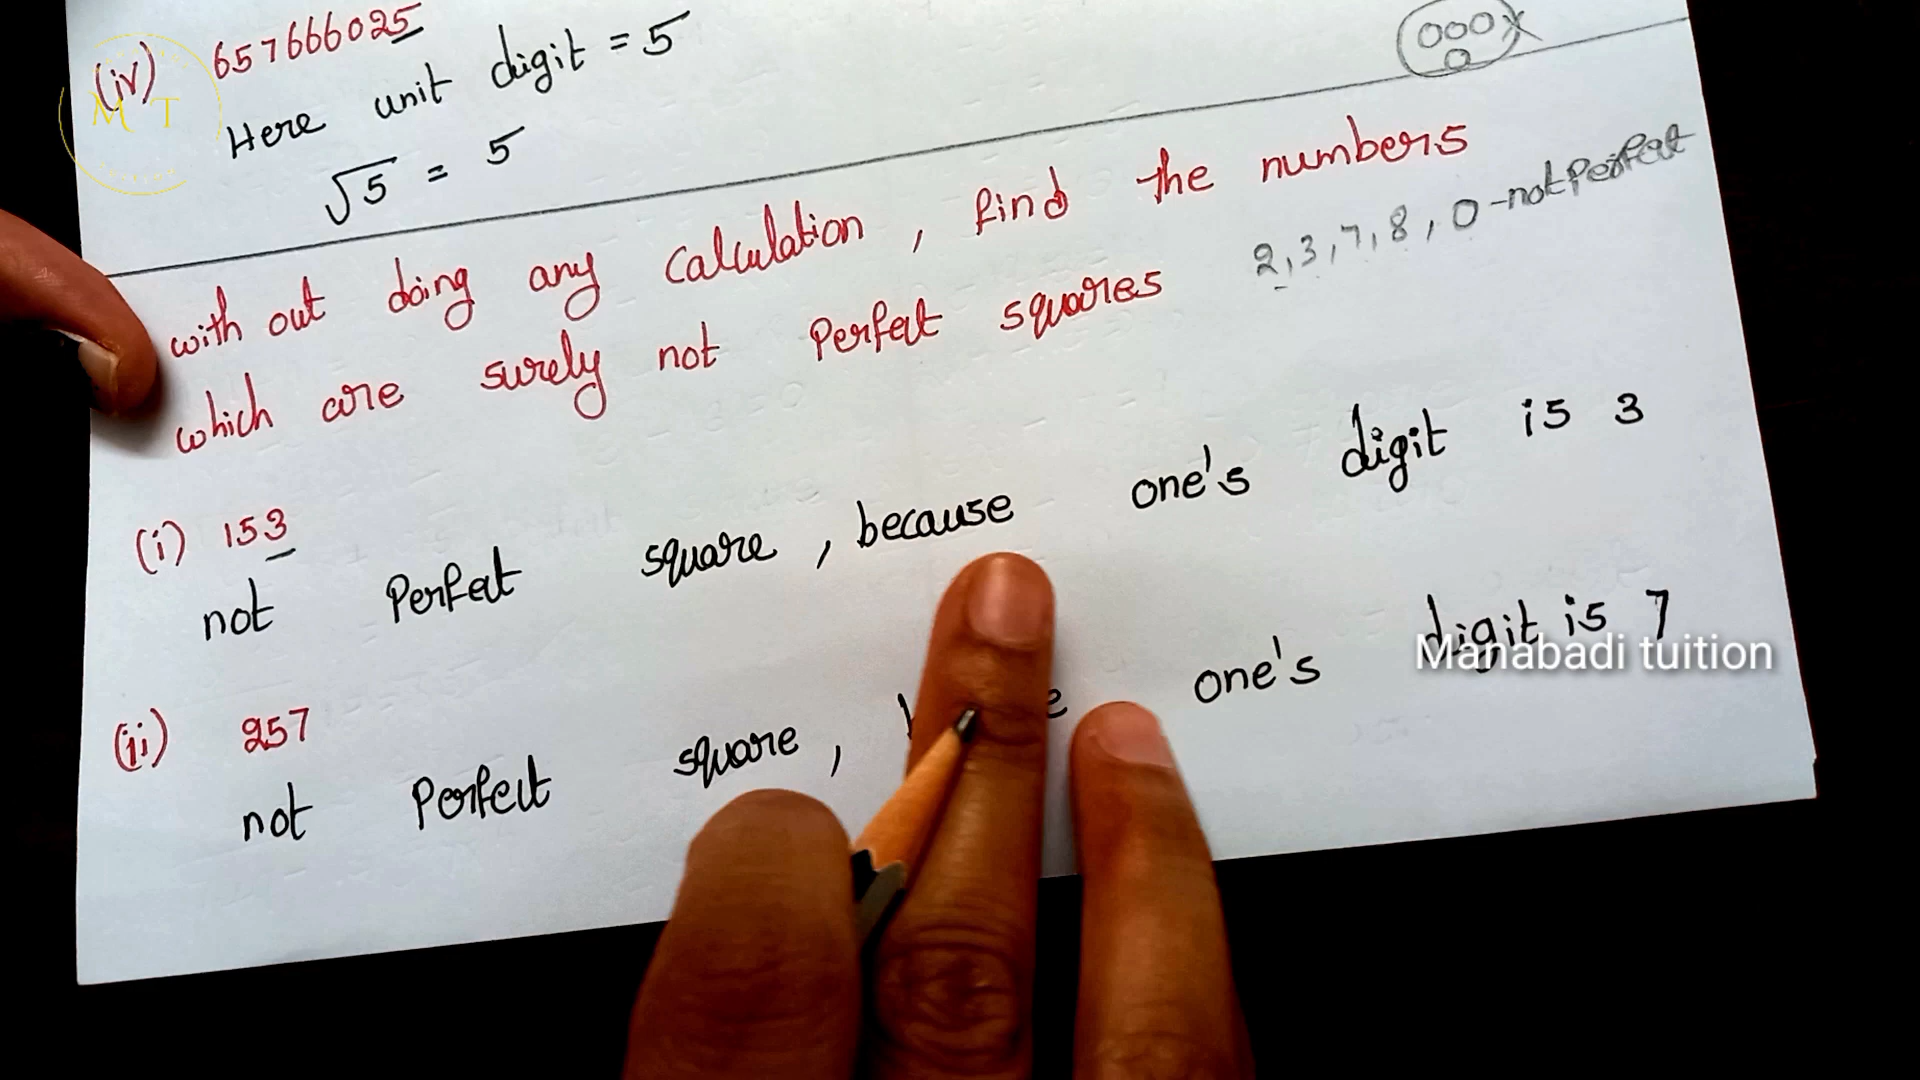 (iv) 657666025
Here unit digit = 5
√5 = 5
000X
0
with out doing any calculation, find the numbers
which are surely not Perfect squares
2,3,7,8,0-not Perfect
(i) 153
not Perfect square, because one's digit is 3
(ii) 257
not Perfect square, one's digit is 7
M T
Manabadi tuition